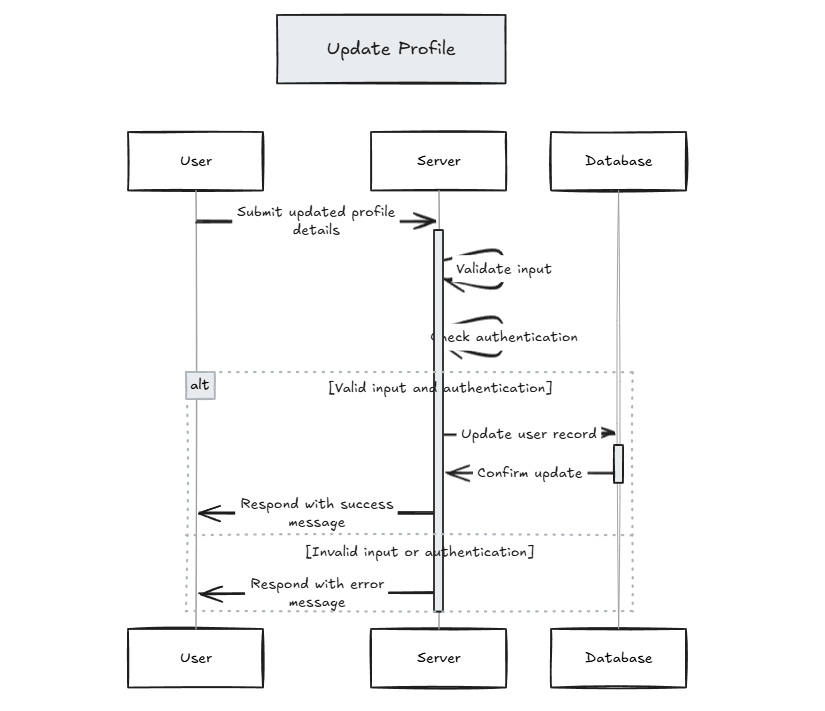 Update Profile
User
Server
Database
Submit updated profile
details
Validate input
Check authentication
alt
[Valid input and authentication]
Update user record
Confirm update
Respond with success
message
[Invalid input or authentication]
Respond with error
message
User
Server
Database